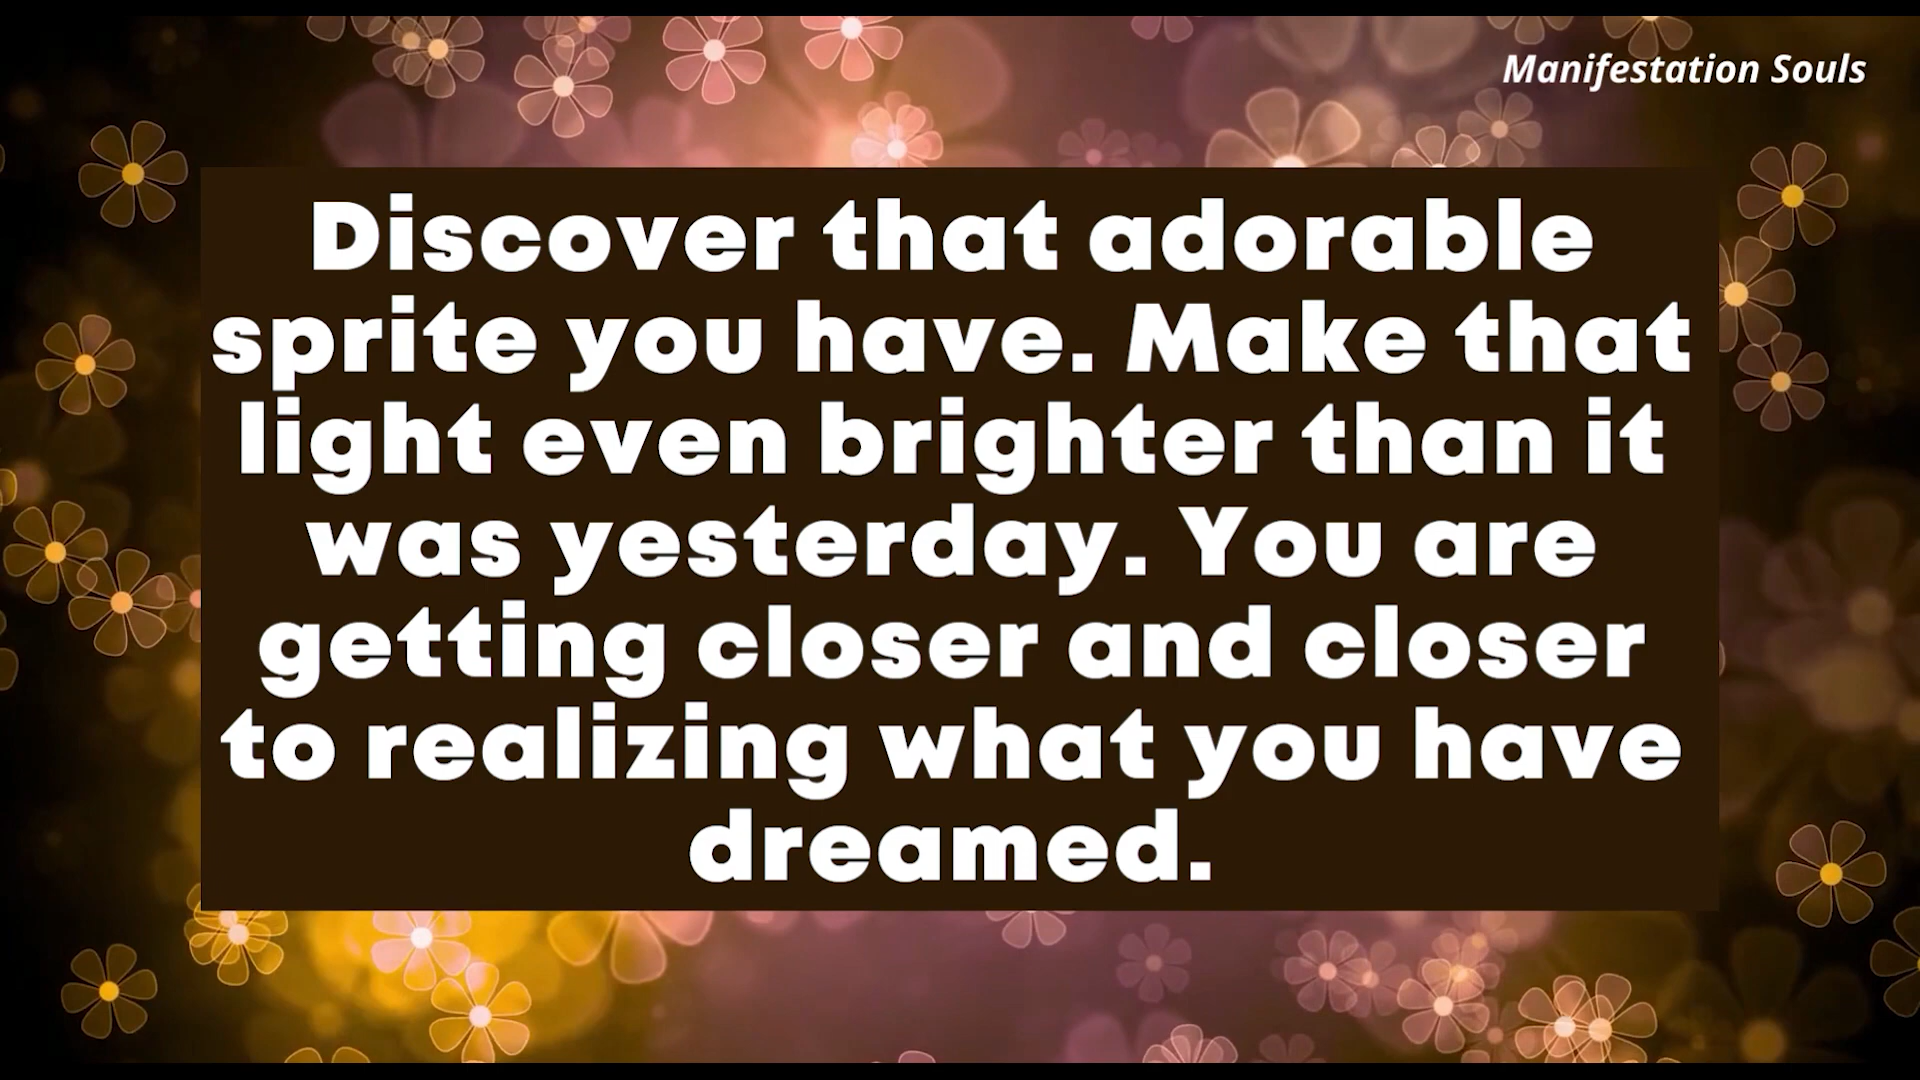 Manifestation Souls
Discover that adorable
sprite you have. Make that
light even brighter than it
was yesterday. You are
getting closer and closer
to realizing what you have
dreamed.